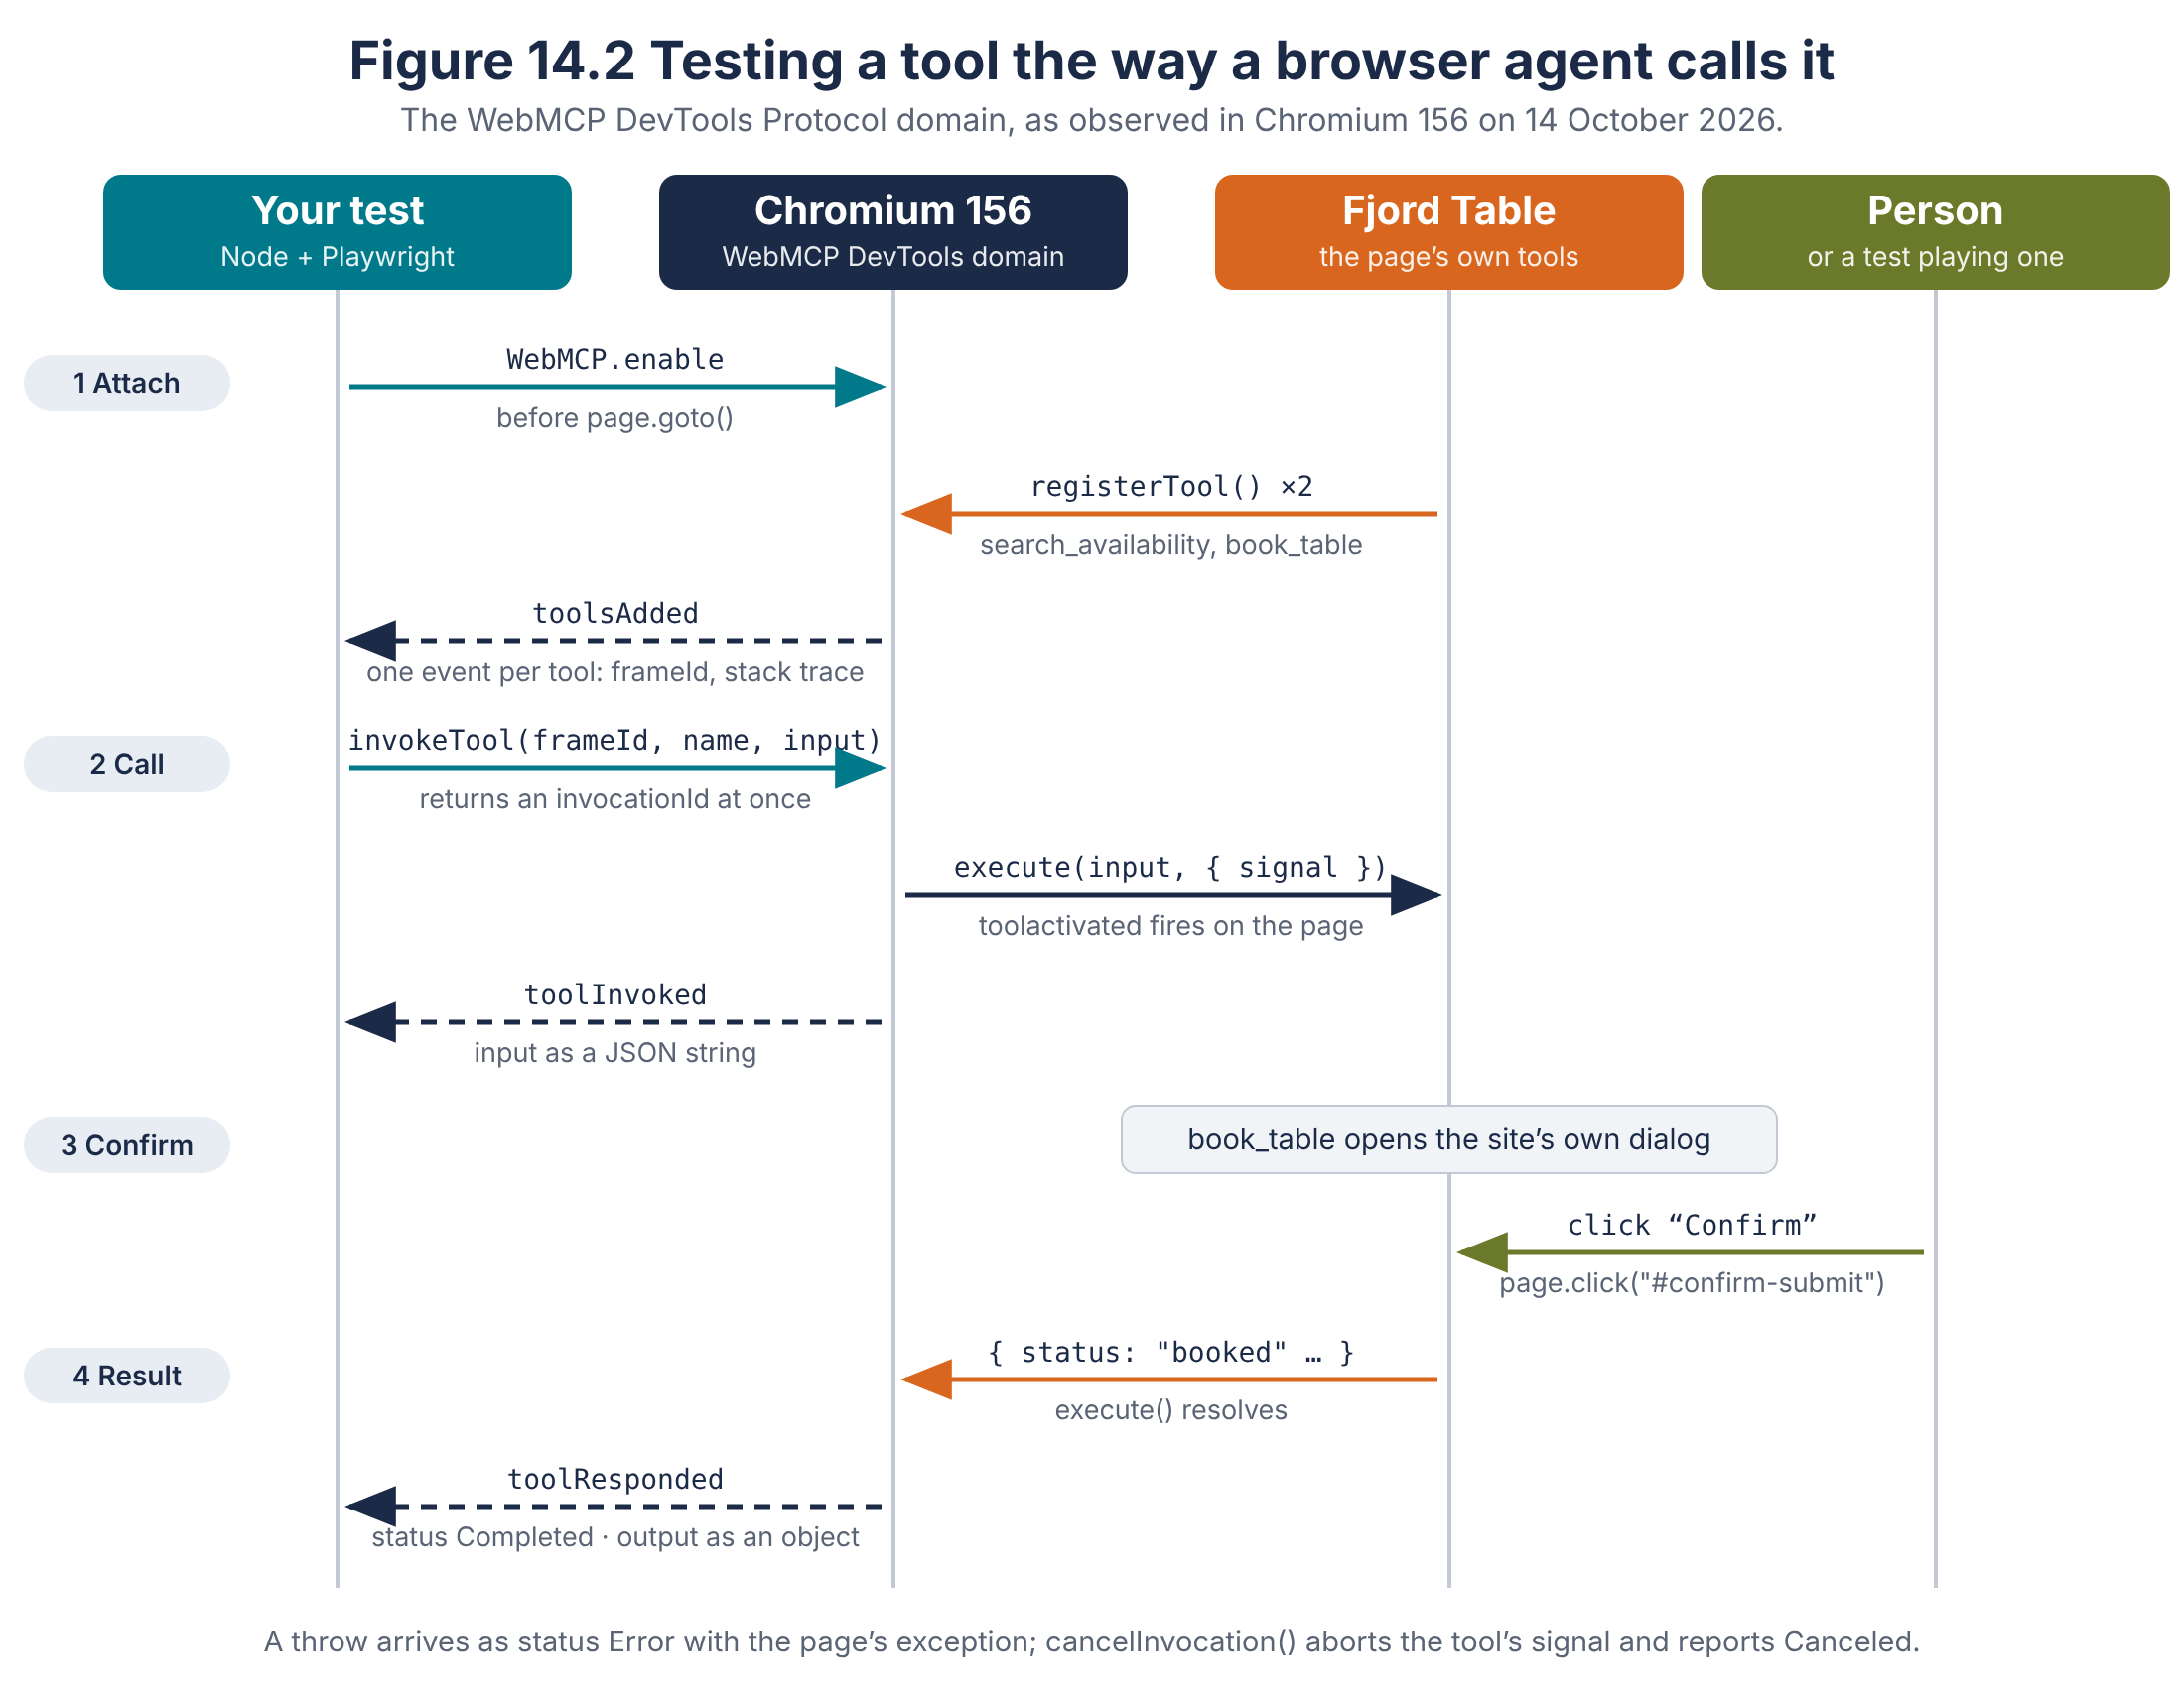 Figure 14.2 Testing a tool the way a browser agent calls it
The WebMCP DevTools Protocol domain, as observed in Chromium 156 on 14 October 2026.
Your test
Node + Playwright
Chromium 156
WebMCP DevTools domain
Fjord Table
the page’s own tools
Person
or a test playing one
1 Attach
WebMCP.enable
before page.goto()
registerTool() ×2
search_availability, book_table
toolsAdded
one event per tool: frameId, stack trace
2 Call
invokeTool(frameId, name, input)
returns an invocationId at once
execute(input, { signal })
toolactivated fires on the page
toolInvoked
input as a JSON string
3 Confirm
book_table opens the site’s own dialog
click “Confirm”
page.click("#confirm-submit")
4 Result
{ status: "booked" … }
execute() resolves
toolResponded
status Completed · output as an object
A throw arrives as status Error with the page’s exception; cancelInvocation() aborts the tool’s signal and reports Canceled.